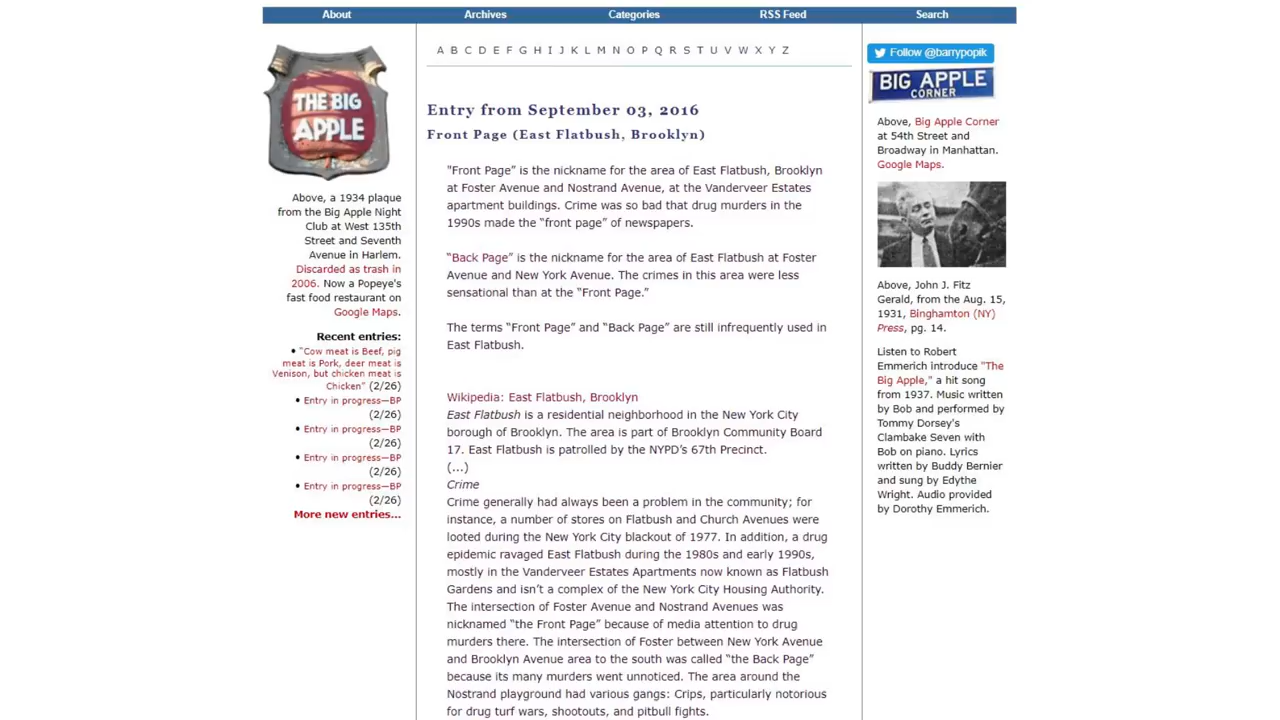 About Archives Categories RSS Feed Search
A B C D E F G H I J K L M N O P Q R S T U V W X Y Z
THE BIG
APPLE
Above, a 1934 plaque
from the Big Apple Night
Club at West 135th
Street and Seventh
Avenue in Harlem.
Discarded as trash in
2006. Now a Popeye's
fast food restaurant on
Google Maps.
Recent entries:
• "Cow meat is Beef, pig
meat is Pork, deer meat is
Venison, but chicken meat is
Chicken” (2/26)
• Entry in progress—BP
(2/26)
• Entry in progress—BP
(2/26)
• Entry in progress—BP
(2/26)
• Entry in progress—BP
(2/26)
More new entries...
Entry from September 03, 2016
Front Page (East Flatbush, Brooklyn)
"Front Page” is the nickname for the area of East Flatbush, Brooklyn
at Foster Avenue and Nostrand Avenue, at the Vanderveer Estates
apartment buildings. Crime was so bad that drug murders in the
1990s made the “front page” of newspapers.
“Back Page” is the nickname for the area of East Flatbush at Foster
Avenue and New York Avenue. The crimes in this area were less
sensational than at the “Front Page.”
The terms “Front Page” and “Back Page” are still infrequently used in
East Flatbush.
Wikipedia: East Flatbush, Brooklyn
East Flatbush is a residential neighborhood in the New York City
borough of Brooklyn. The area is part of Brooklyn Community Board
17. East Flatbush is patrolled by the NYPD’s 67th Precinct.
(...)
Crime
Crime generally had always been a problem in the community; for
instance, a number of stores on Flatbush and Church Avenues were
looted during the New York City blackout of 1977. In addition, a drug
epidemic ravaged East Flatbush during the 1980s and early 1990s,
mostly in the Vanderveer Estates Apartments now known as Flatbush
Gardens and isn’t a complex of the New York City Housing Authority.
The intersection of Foster Avenue and Nostrand Avenues was
nicknamed “the Front Page” because of media attention to drug
murders there. The intersection of Foster between New York Avenue
and Brooklyn Avenue area to the south was called “the Back Page”
because its many murders went unnoticed. The area around the
Nostrand playground had various gangs: Crips, particularly notorious
for drug turf wars, shootouts, and pitbull fights.
Follow @barrypopik
BIG APPLE
CORNER
Above, Big Apple Corner
at 54th Street and
Broadway in Manhattan.
Google Maps.
Above, John J. Fitz
Gerald, from the Aug. 15,
1931, Binghamton (NY)
Press, pg. 14.
Listen to Robert
Emmerich introduce "The
Big Apple," a hit song
from 1937. Music written
by Bob and performed by
Tommy Dorsey's
Clambake Seven with
Bob on piano. Lyrics
written by Buddy Bernier
and sung by Edythe
Wright. Audio provided
by Dorothy Emmerich.